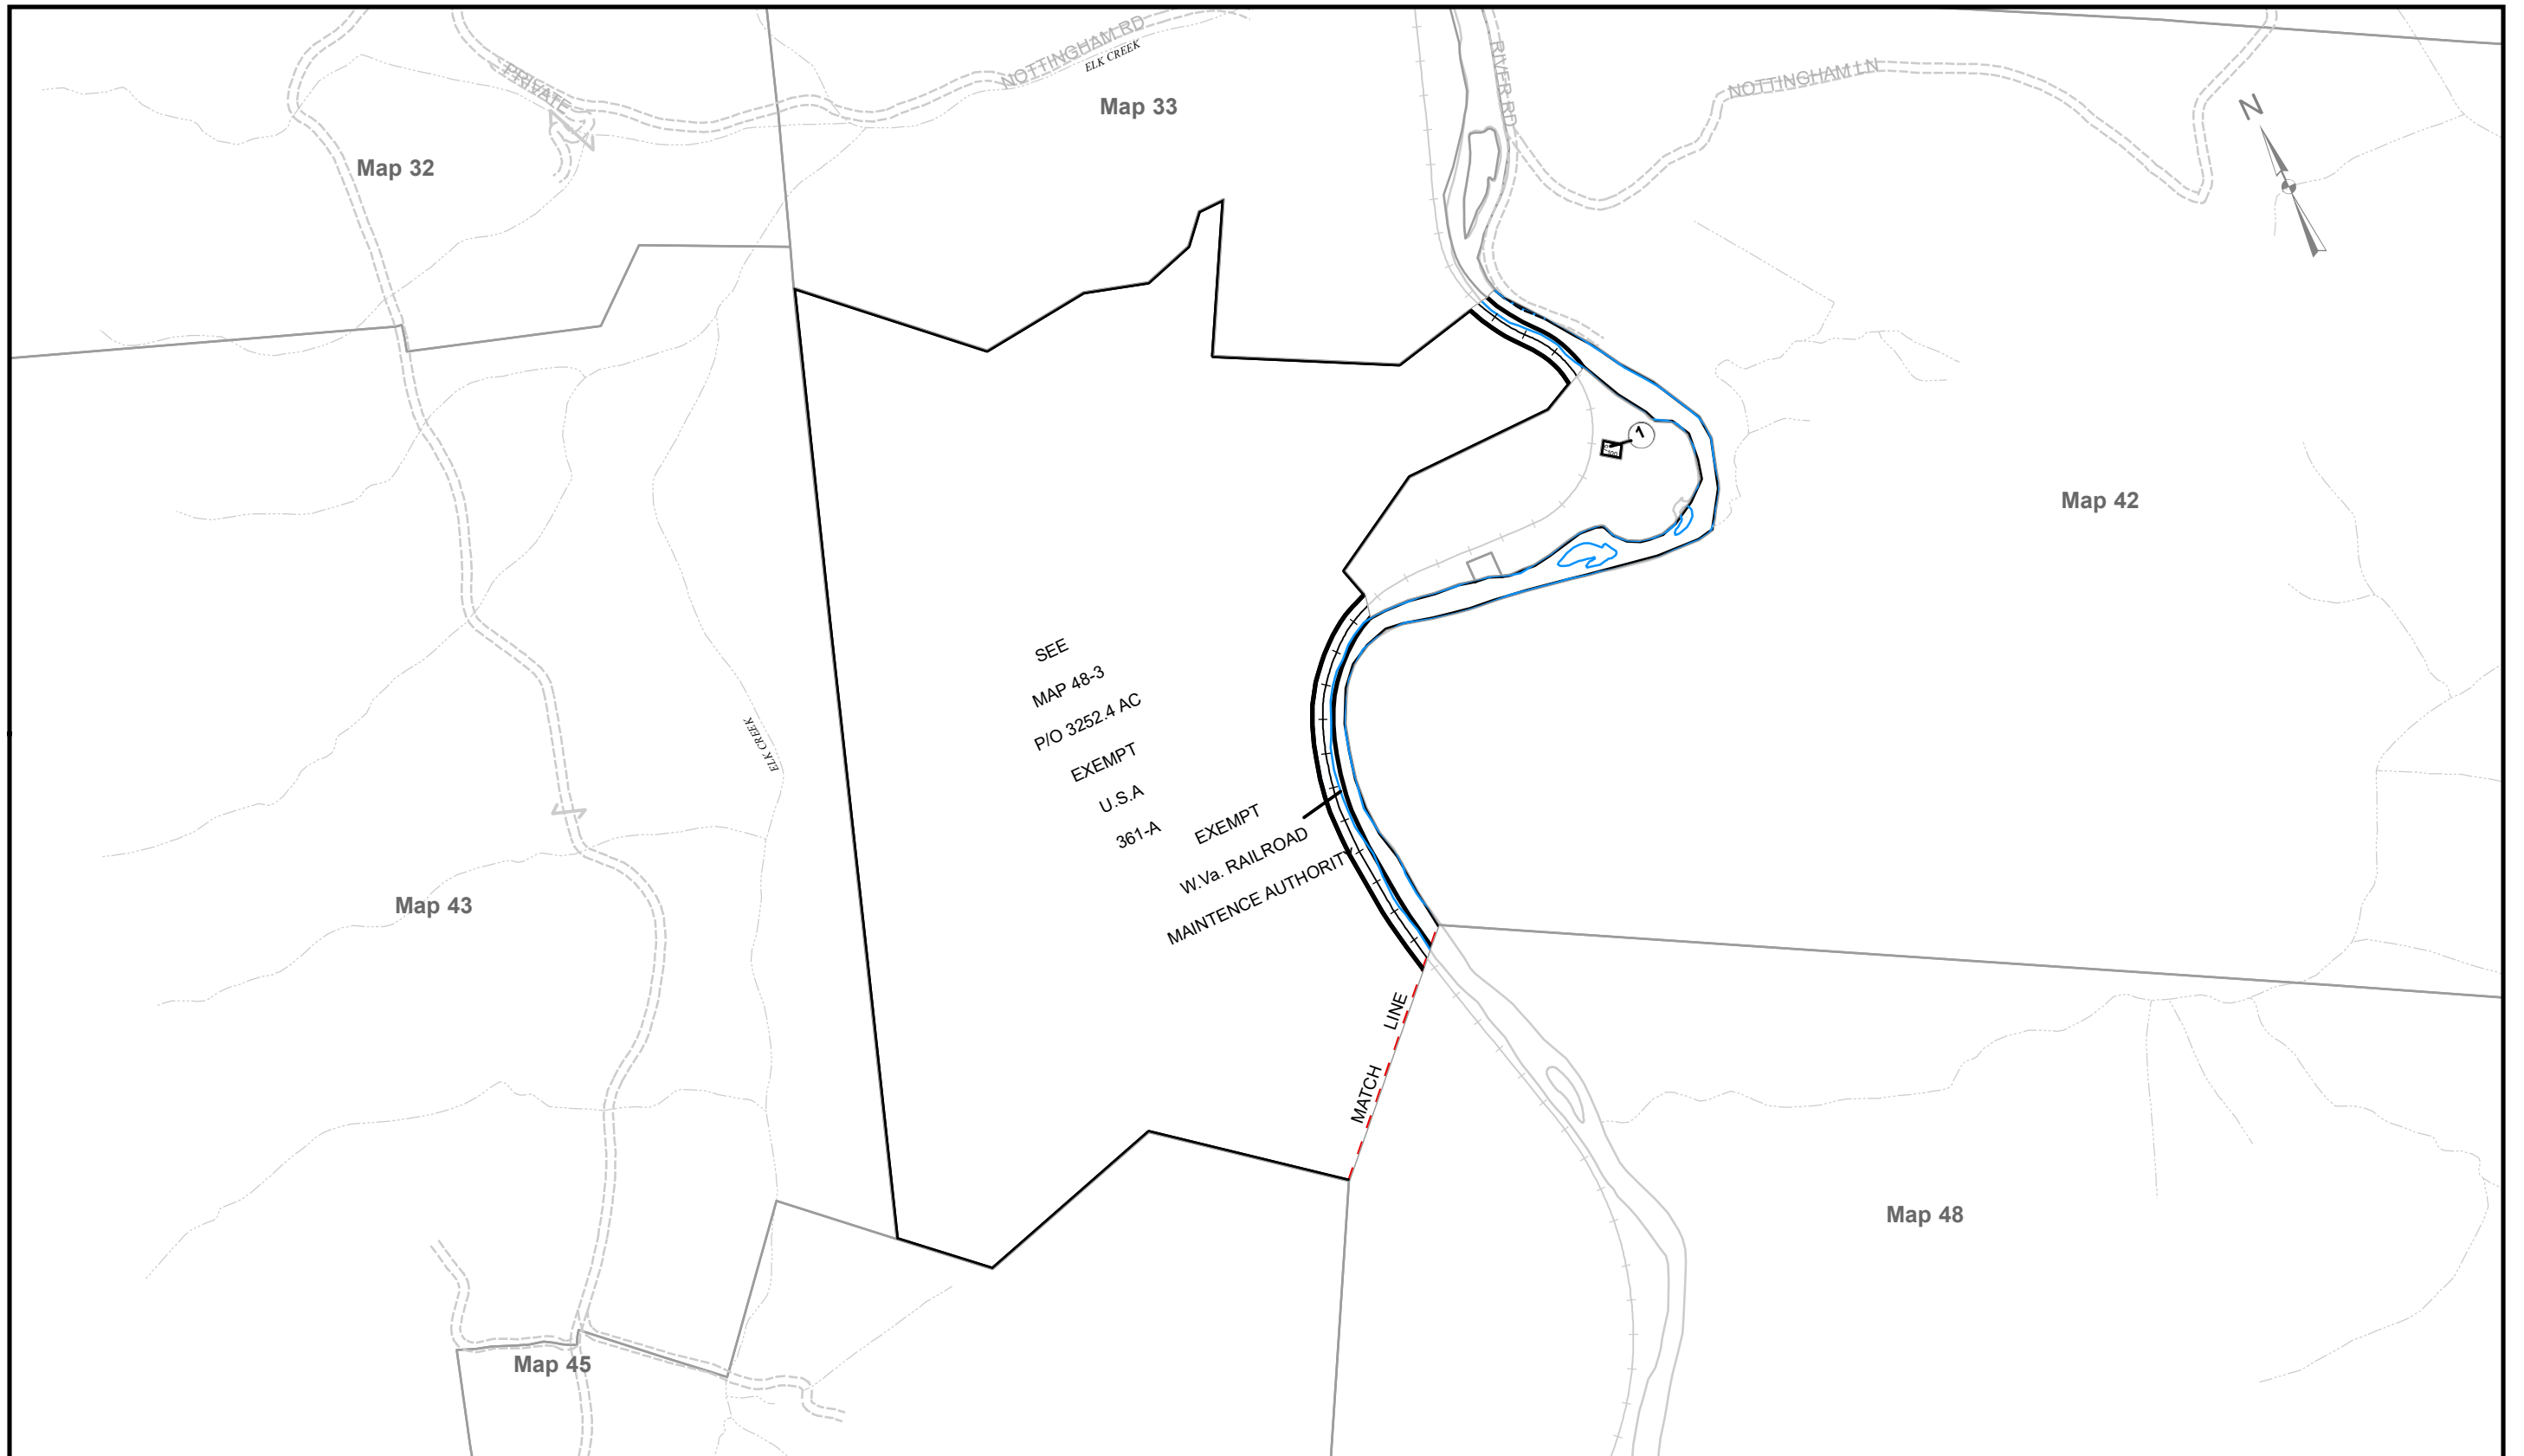 NOTTINGHAM RD
ELK CREEK
RIVER RD
NOTTINGHAM LN
PRIVATE
Map 33
N
Map 32
1
Map 42
SEE
MAP 48-3
P/O 3252.4 AC
EXEMPT
U.S.A
361-A
ELK CREEK
EXEMPT
W.Va. RAILROAD
MAINTENCE AUTHORITY
Map 43
MATCH LINE
Map 48
Map 45